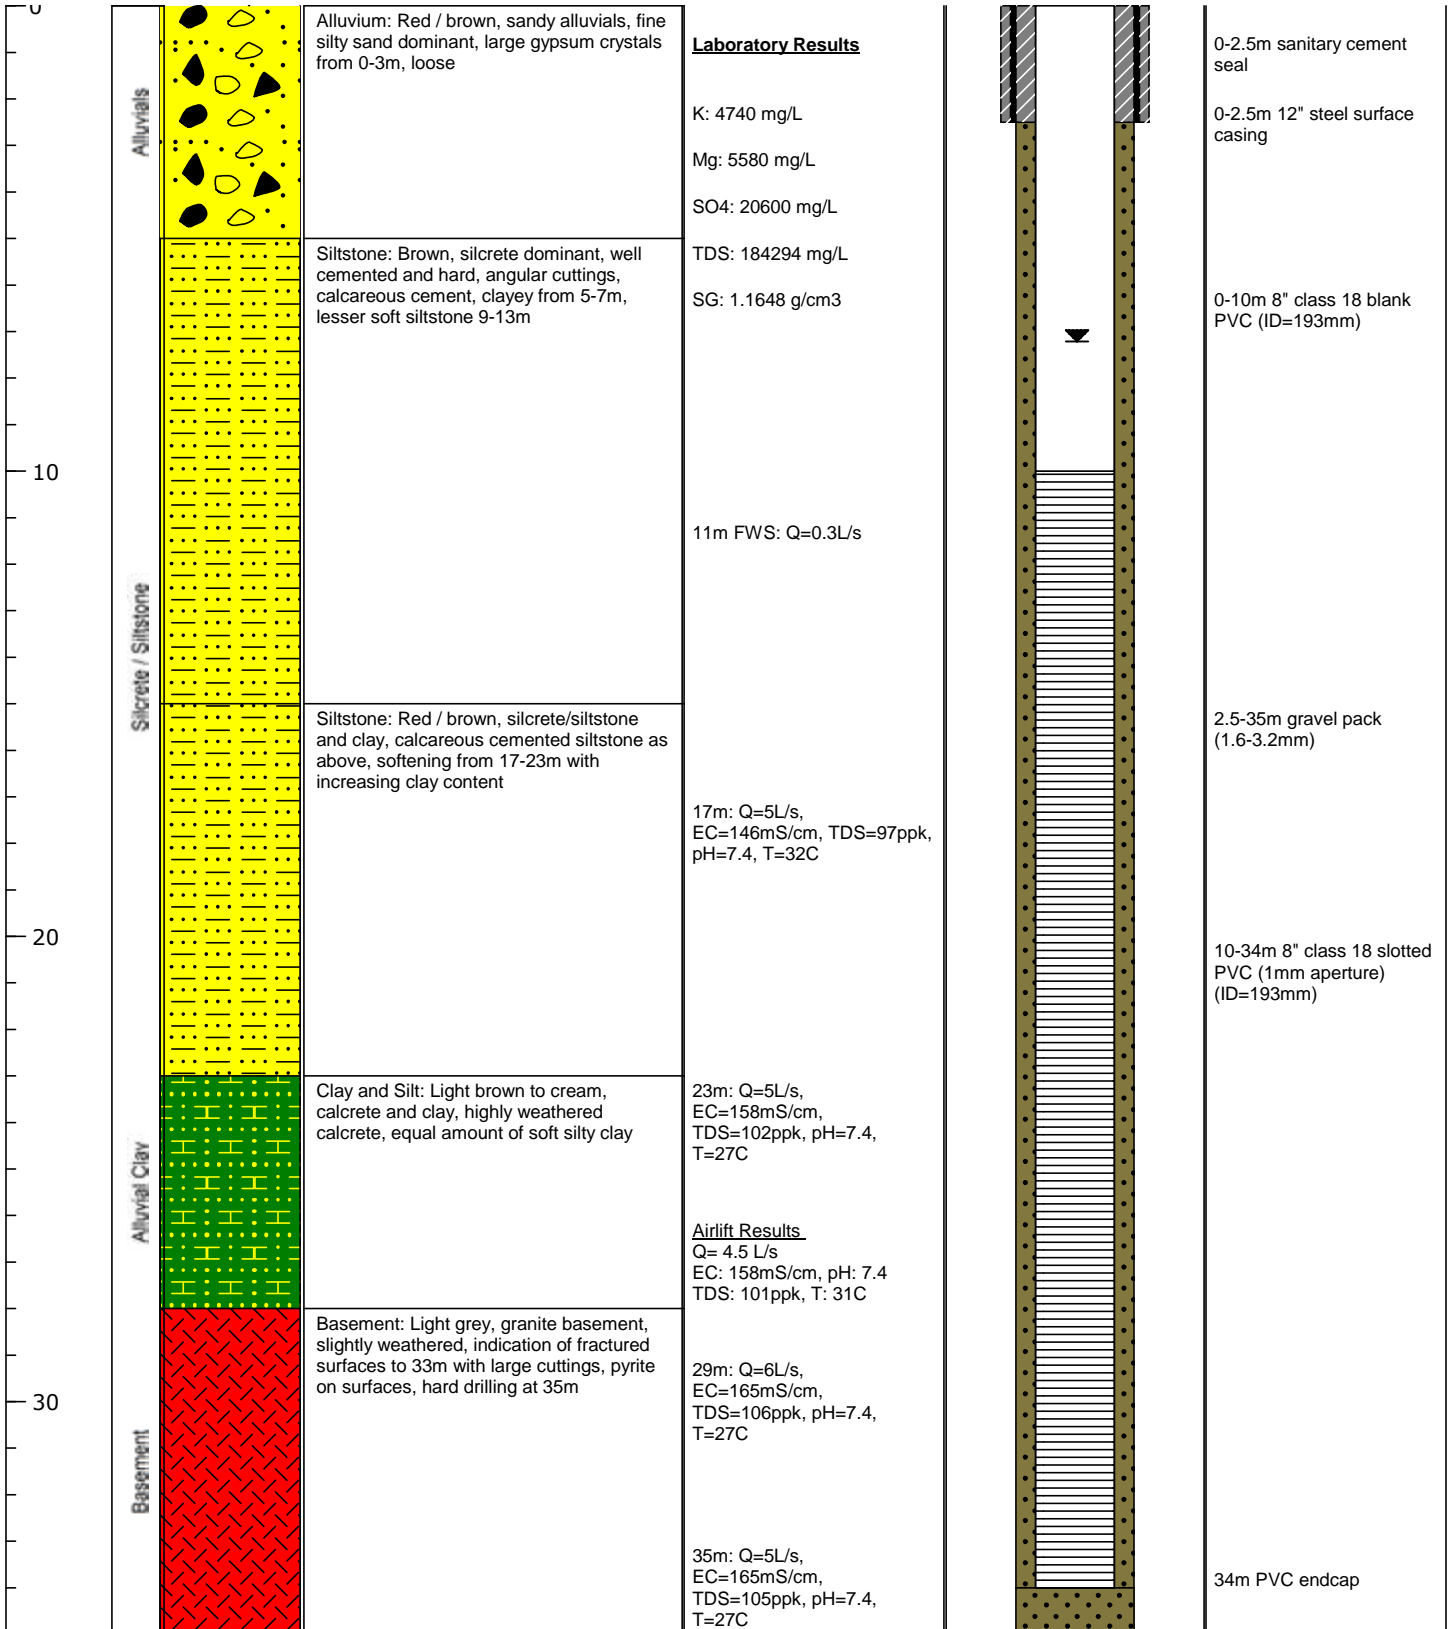 0
10
20
30
Alluvials
Silcrete / Siltstone
Alluvial Clay
Basement
Alluvium: Red / brown, sandy alluvials, fine
silty sand dominant, large gypsum crystals
from 0-3m, loose
Siltstone: Brown, silcrete dominant, well
cemented and hard, angular cuttings,
calcareous cement, clayey from 5-7m,
lesser soft siltstone 9-13m
Siltstone: Red / brown, silcrete/siltstone
and clay, calcareous cemented siltstone as
above, softening from 17-23m with
increasing clay content
Clay and Silt: Light brown to cream,
calcrete and clay, highly weathered
calcrete, equal amount of soft silty clay
Basement: Light grey, granite basement,
slightly weathered, indication of fractured
surfaces to 33m with large cuttings, pyrite
on surfaces, hard drilling at 35m
Laboratory Results
K: 4740 mg/L
Mg: 5580 mg/L
SO4: 20600 mg/L
TDS: 184294 mg/L
SG: 1.1648 g/cm3
11m FWS: Q=0.3L/s
17m: Q=5L/s,
EC=146mS/cm, TDS=97ppk,
pH=7.4, T=32C
23m: Q=5L/s,
EC=158mS/cm,
TDS=102ppk, pH=7.4,
T=27C
Airlift Results
Q= 4.5 L/s
EC: 158mS/cm, pH: 7.4
TDS: 101ppk, T: 31C
29m: Q=6L/s,
EC=165mS/cm,
TDS=106ppk, pH=7.4,
T=27C
35m: Q=5L/s,
EC=165mS/cm,
TDS=105ppk, pH=7.4,
T=27C
0-2.5m sanitary cement
seal
0-2.5m 12" steel surface
casing
0-10m 8" class 18 blank
PVC (ID=193mm)
2.5-35m gravel pack
(1.6-3.2mm)
10-34m 8" class 18 slotted
PVC (1mm aperture)
(ID=193mm)
34m PVC endcap